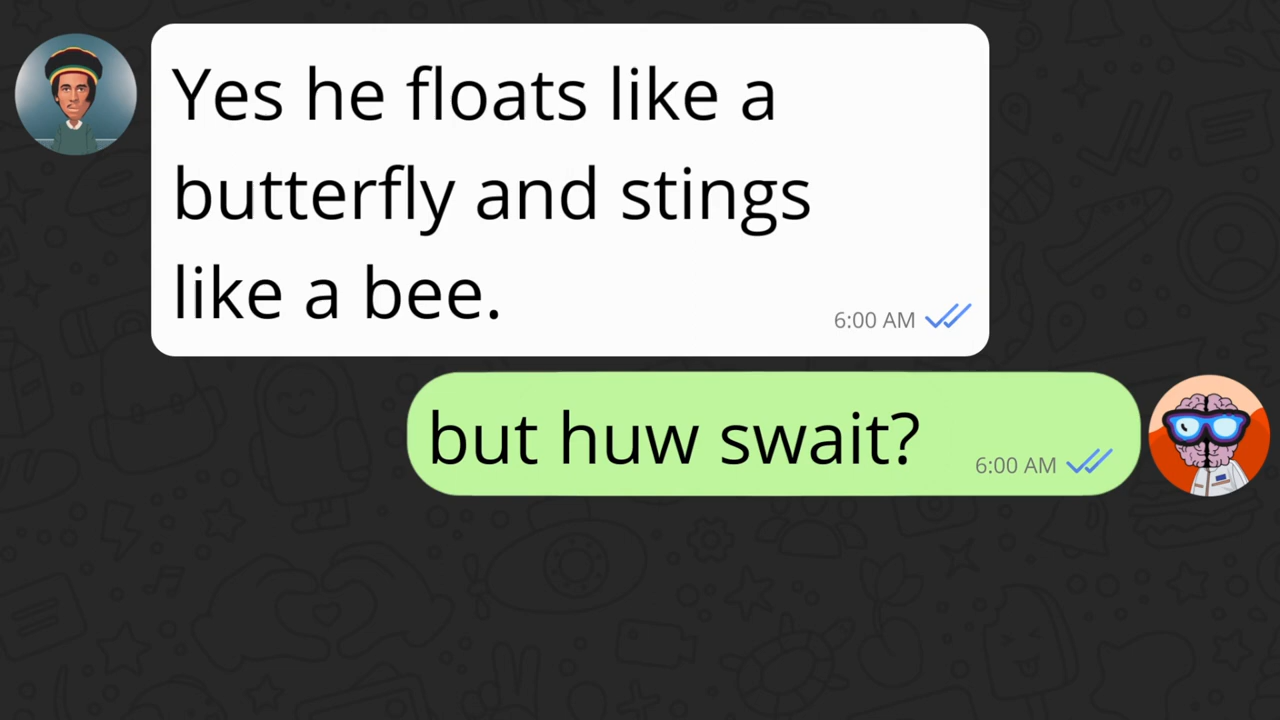 Yes he floats like a
butterfly and stings
like a bee.
6:00 AM
but huw swait?
6:00 AM